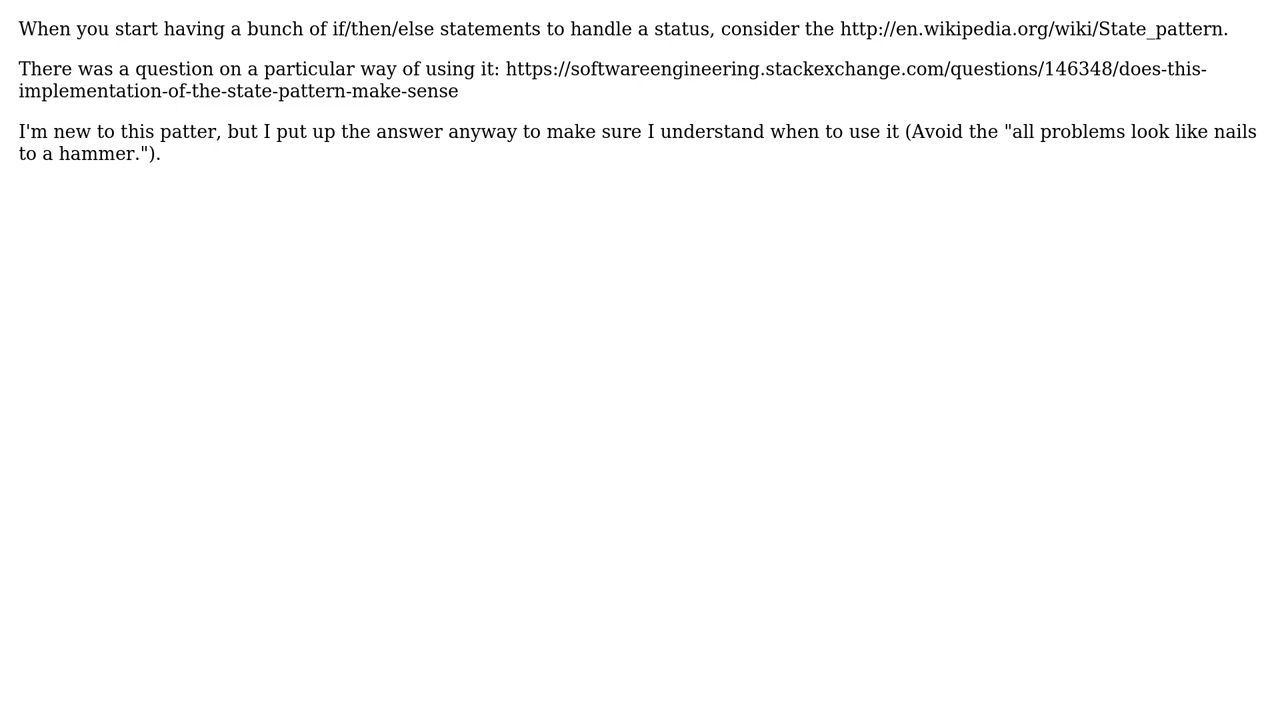 When you start having a bunch of if/then/else statements to handle a status, consider the http://en.wikipedia.org/wiki/State_pattern.
There was a question on a particular way of using it: https://softwareengineering.stackexchange.com/questions/146348/does-this-
implementation-of-the-state-pattern-make-sense
I'm new to this patter, but I put up the answer anyway to make sure I understand when to use it (Avoid the "all problems look like nails
to a hammer.").